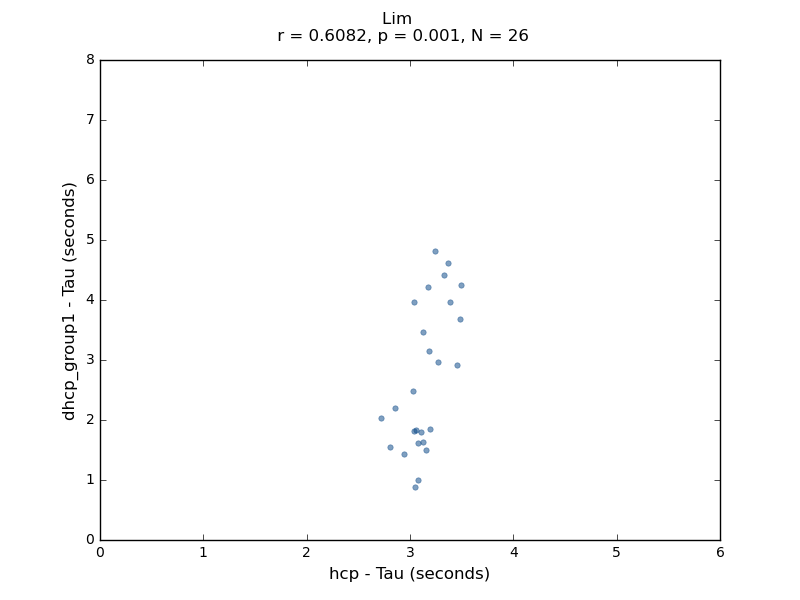 Lim
r = 0.6082, p = 0.001, N = 26
8
7
6
5
4
3
2
1
0
dhcp_group1 - Tau (seconds)
0 1 2 3 4 5 6
hcp - Tau (seconds)